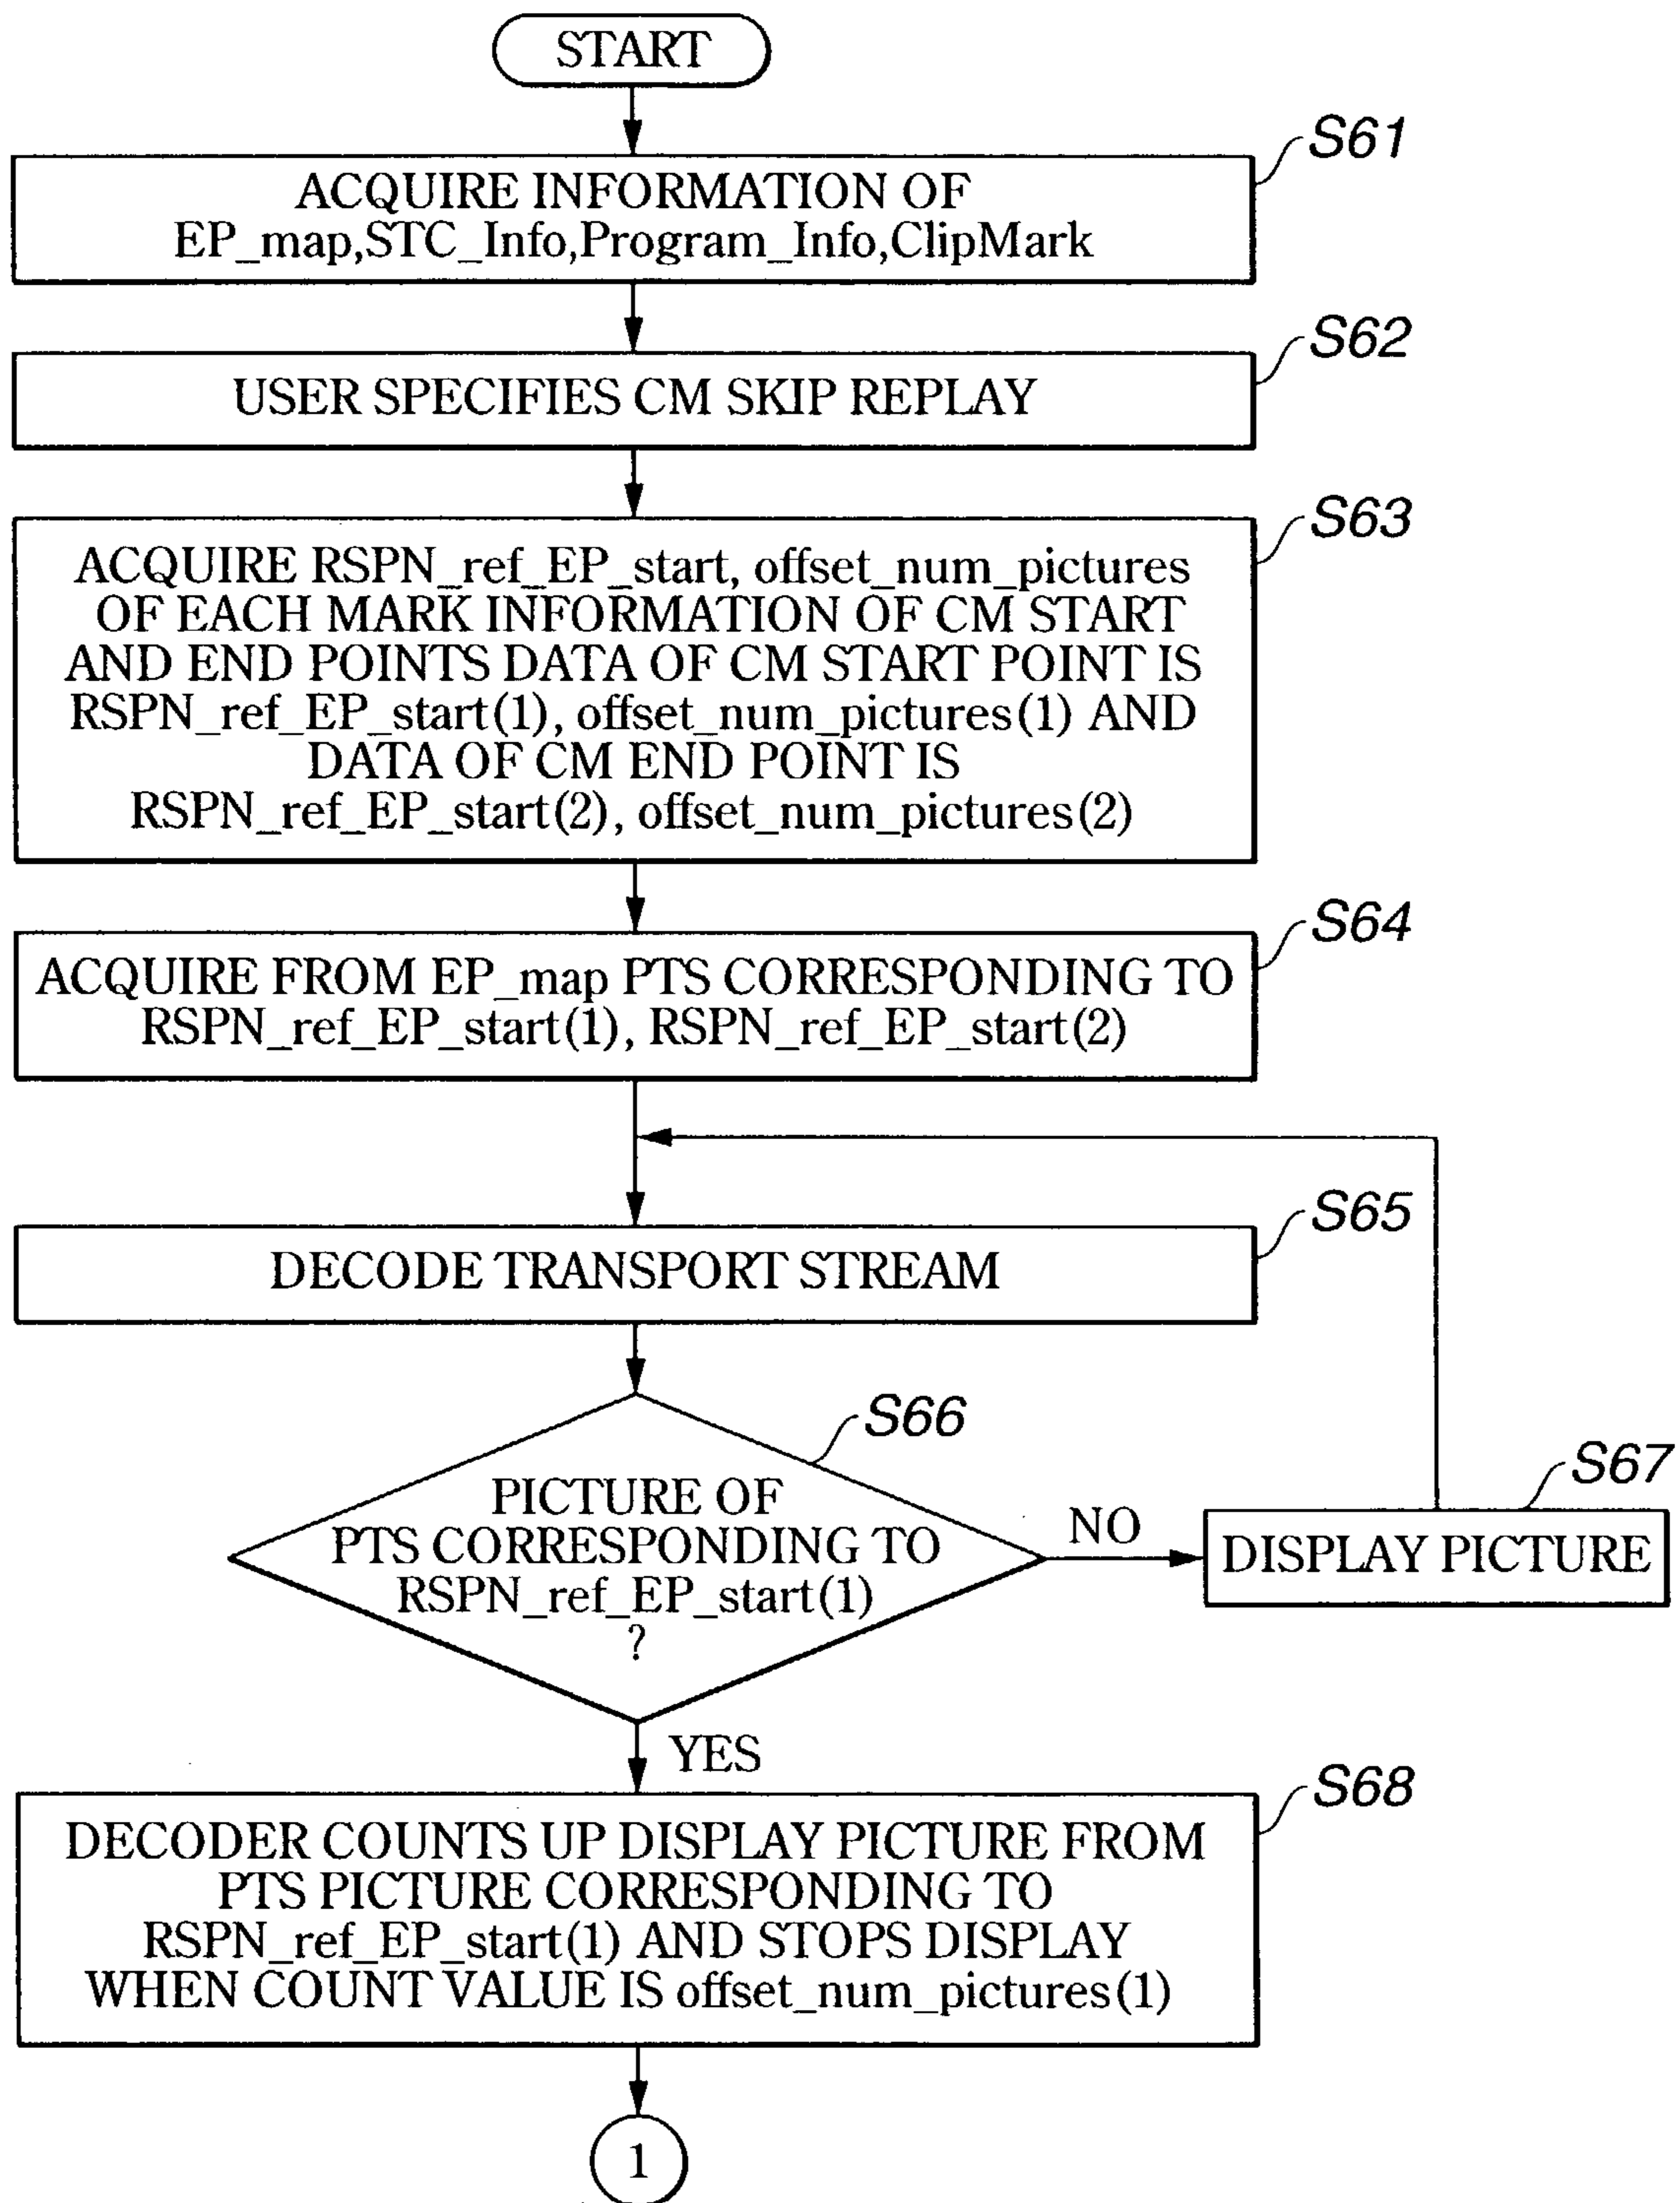 START
S61
ACQUIRE INFORMATION OF
EP_map,STC_Info,Program_Info,ClipMark
S62
USER SPECIFIES CM SKIP REPLAY
S63
ACQUIRE RSPN_ref_EP_start, offset_num_pictures
OF EACH MARK INFORMATION OF CM START
AND END POINTS DATA OF CM START POINT IS
RSPN_ref_EP_start(1), offset_num_pictures(1) AND
DATA OF CM END POINT IS
RSPN_ref_EP_start(2), offset_num_pictures(2)
S64
ACQUIRE FROM EP_map PTS CORRESPONDING TO
RSPN_ref_EP_start(1), RSPN_ref_EP_start(2)
S65
DECODE TRANSPORT STREAM
S66
PICTURE OF
PTS CORRESPONDING TO
RSPN_ref_EP_start(1)
?
NO
S67
DISPLAY PICTURE
YES
S68
DECODER COUNTS UP DISPLAY PICTURE FROM
PTS PICTURE CORRESPONDING TO
RSPN_ref_EP_start(1) AND STOPS DISPLAY
WHEN COUNT VALUE IS offset_num_pictures(1)
1